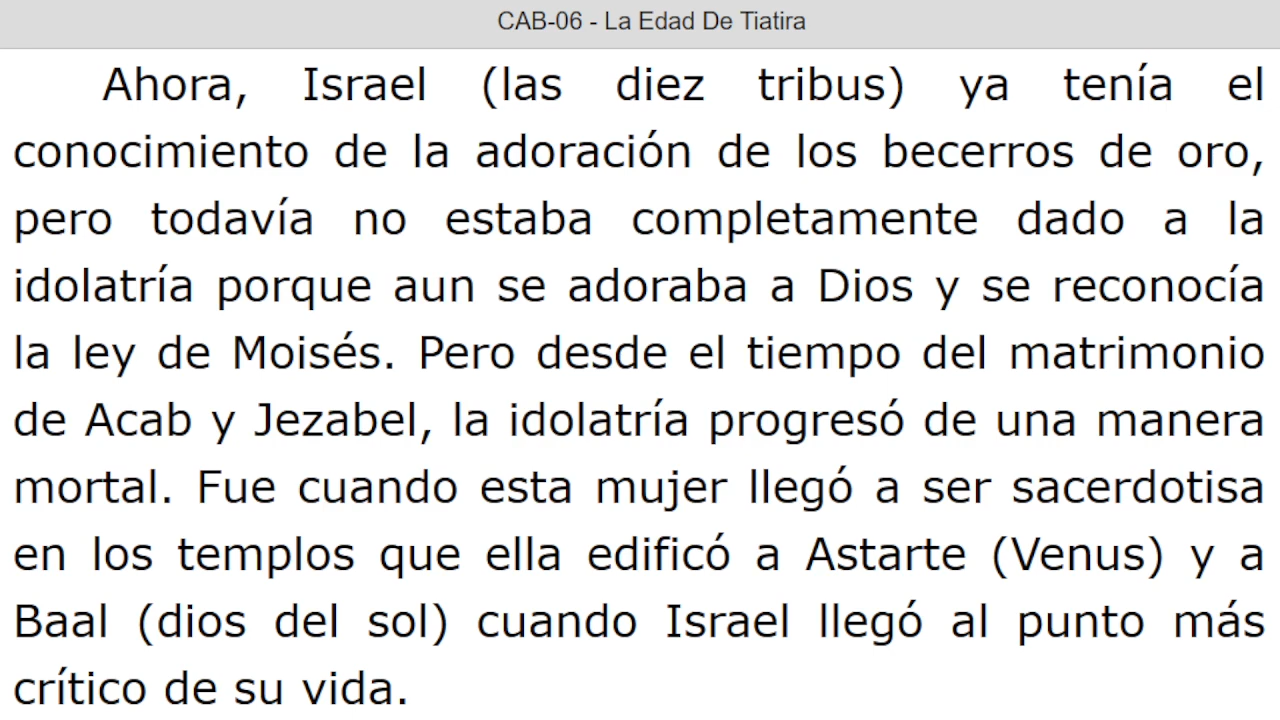 CAB-06 - La Edad De Tiatira
Ahora, Israel (las diez tribus) ya tenía el
conocimiento de la adoración de los becerros de oro,
pero todavía no estaba completamente dado a la
idolatría porque aun se adoraba a Dios y se reconocía
la ley de Moisés. Pero desde el tiempo del matrimonio
de Acab y Jezabel, la idolatría progresó de una manera
mortal. Fue cuando esta mujer llegó a ser sacerdotisa
en los templos que ella edificó a Astarte (Venus) y a
Baal (dios del sol) cuando Israel llegó al punto más
crítico de su vida.